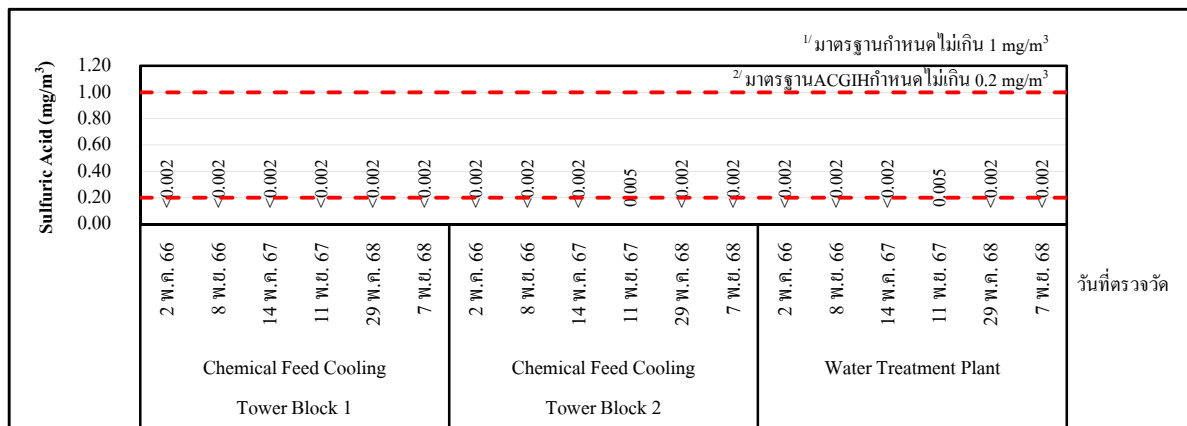 1/ มาตรฐานกำหนดไม่เกิน 1 mg/m3
2/ มาตรฐานACGIHกำหนดไม่เกิน 0.2 mg/m3
Sulfuric Acid (mg/m3)
1.20
1.00
0.80
0.60
0.40
0.20
0.00
<0.002 <0.002 <0.002 <0.002 <0.002 <0.002 <0.002 <0.002 <0.002 0.005 <0.002 <0.002 <0.002 <0.002 <0.002 0.005 <0.002 <0.002
2 พ.ค. 66 8 พ.ย. 66 14 พ.ค. 67 11 พ.ย. 67 29 พ.ค. 68 7 พ.ย. 68 2 พ.ค. 66 8 พ.ย. 66 14 พ.ค. 67 11 พ.ย. 67 29 พ.ค. 68 7 พ.ย. 68 2 พ.ค. 66 8 พ.ย. 66 14 พ.ค. 67 11 พ.ย. 67 29 พ.ค. 68 7 พ.ย. 68
วันที่ตรวจวัด
Chemical Feed Cooling
Tower Block 1
Chemical Feed Cooling
Tower Block 2
Water Treatment Plant